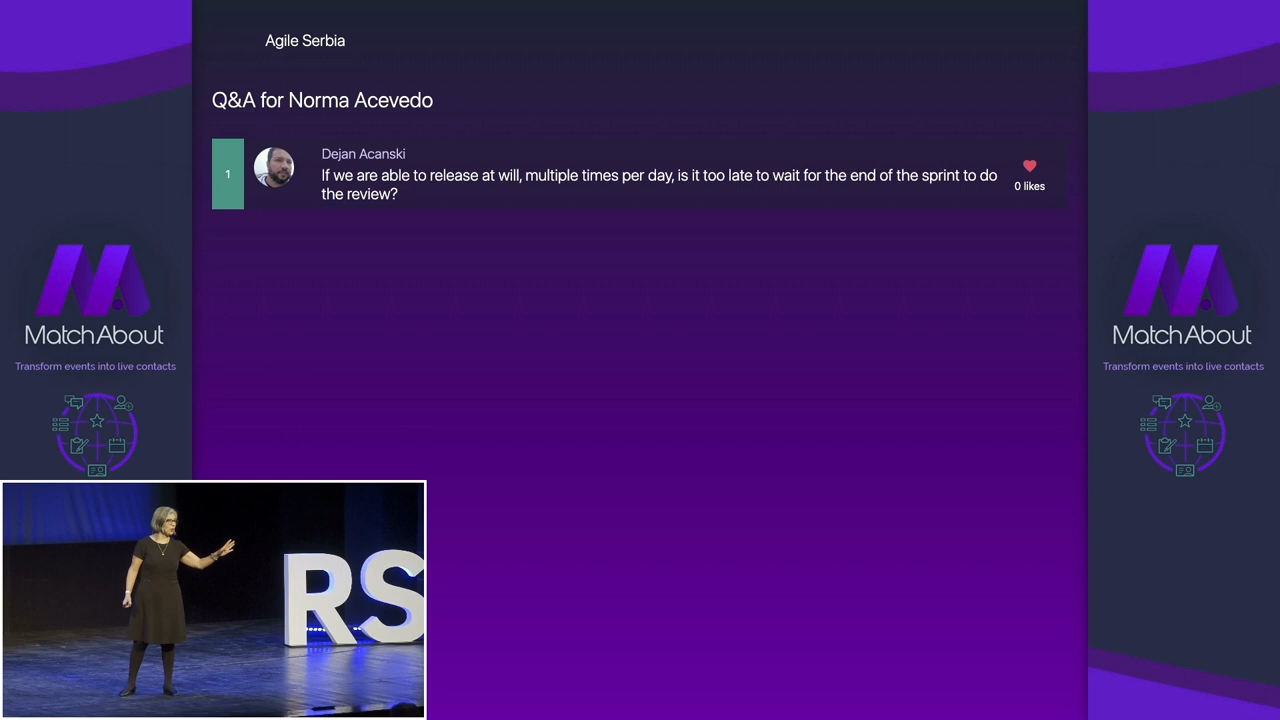 Agile Serbia
Q&A for Norma Acevedo
1
Dejan Acanski
If we are able to release at will, multiple times per day, is it too late to wait for the end of the sprint to do
the review?
0 likes
MatchAbout
Transform events into live contacts
MatchAbout
Transform events into live contacts
RS